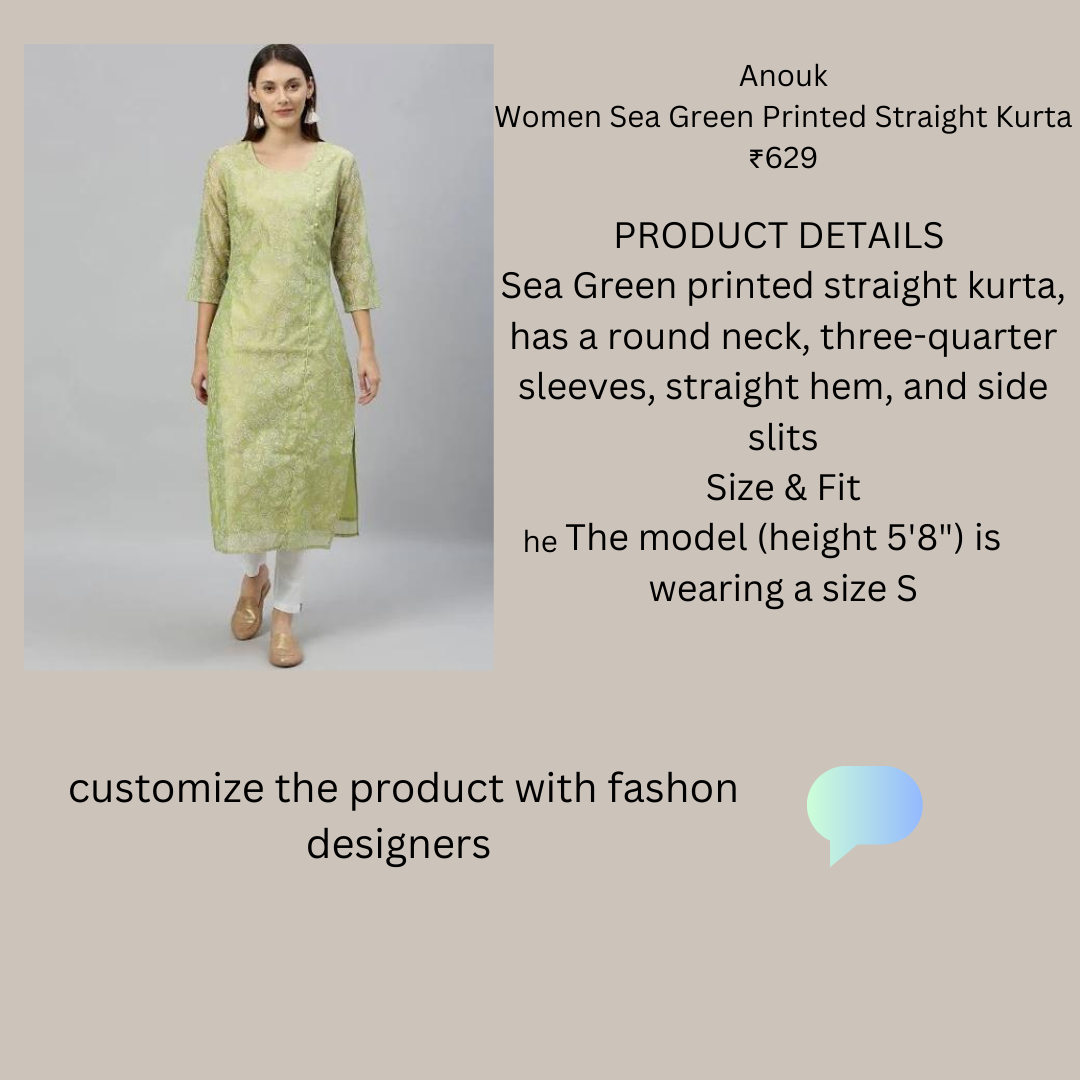 Anouk
Women Sea Green Printed Straight Kurta
₹629
PRODUCT DETAILS
Sea Green printed straight kurta,
has a round neck, three-quarter
sleeves, straight hem, and side
slits
Size & Fit
he The model (height 5'8") is
wearing a size S
customize the product with fashon
designers